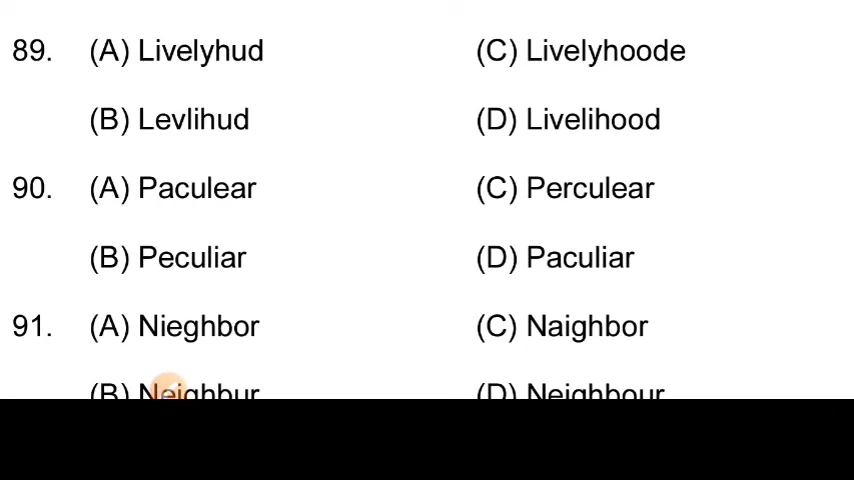 89. (A) Livelyhud (C) Livelyhoode
(B) Levlihud (D) Livelihood
90. (A) Paculear (C) Perculear
(B) Peculiar (D) Paculiar
91. (A) Nieghbor (C) Naighbor
(B) Neighbur (D) Neighbour